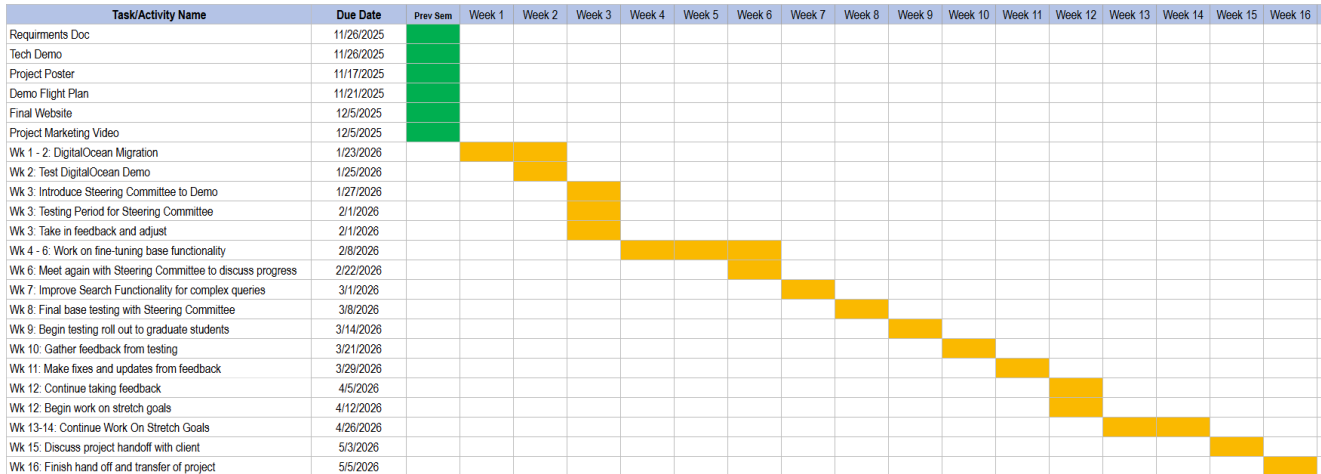 Task/Activity Name Due Date Prev Sem Week 1 Week 2 Week 3 Week 4 Week 5 Week 6 Week 7 Week 8 Week 9 Week 10 Week 11 Week 12 Week 13 Week 14 Week 15 Week 16
Requirments Doc 11/26/2025
Tech Demo 11/26/2025
Project Poster 11/17/2025
Demo Flight Plan 11/21/2025
Final Website 12/5/2025
Project Marketing Video 12/5/2025
Wk 1 - 2: DigitalOcean Migration 1/23/2026
Wk 2: Test DigitalOcean Demo 1/25/2026
Wk 3: Introduce Steering Committee to Demo 1/27/2026
Wk 3: Testing Period for Steering Committee 2/1/2026
Wk 3: Take in feedback and adjust 2/1/2026
Wk 4 - 6: Work on fine-tuning base functionality 2/8/2026
Wk 6: Meet again with Steering Committee to discuss progress 2/22/2026
Wk 7: Improve Search Functionality for complex queries 3/1/2026
Wk 8: Final base testing with Steering Committee 3/8/2026
Wk 9: Begin testing roll out to graduate students 3/14/2026
Wk 10: Gather feedback from testing 3/21/2026
Wk 11: Make fixes and updates from feedback 3/29/2026
Wk 12: Continue taking feedback 4/5/2026
Wk 12: Begin work on stretch goals 4/12/2026
Wk 13-14: Continue Work On Stretch Goals 4/26/2026
Wk 15: Discuss project handoff with client 5/3/2026
Wk 16: Finish hand off and transfer of project 5/5/2026